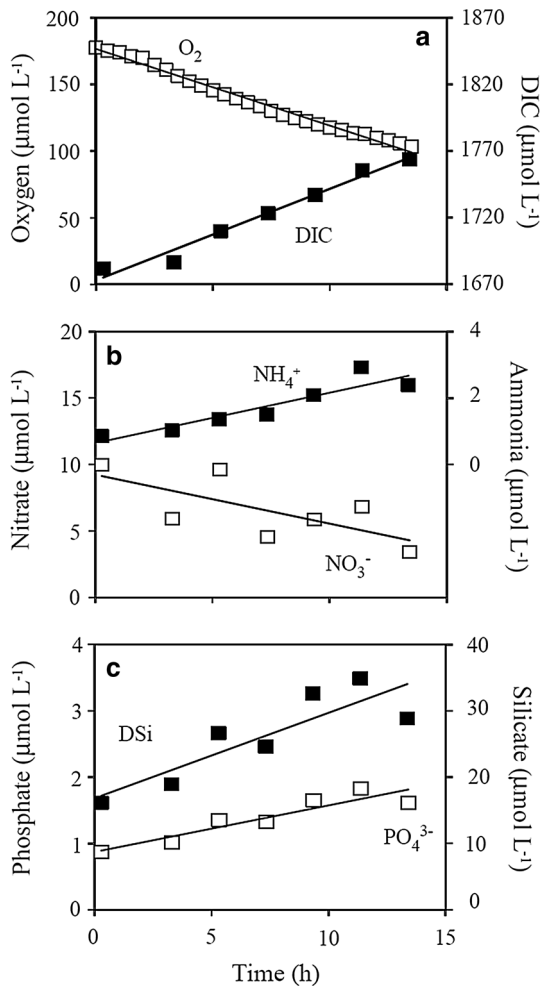 200
150
100
50
0
Oxygen (µmol L⁻¹)
O₂
a
DIC
1870
1820
1770
1720
1670
DIC
(µmol L⁻¹)
20
15
10
5
0
Nitrate (µmol L⁻¹)
b
NH₄⁺
NO₃⁻
4
2
0
Ammonia (µmol L⁻¹)
4
3
2
1
0
Phosphate (µmol L⁻¹)
c
DSi
PO₄³⁻
40
30
20
10
0
Silicate (µmol L⁻¹)
0 5 10 15
Time (h)